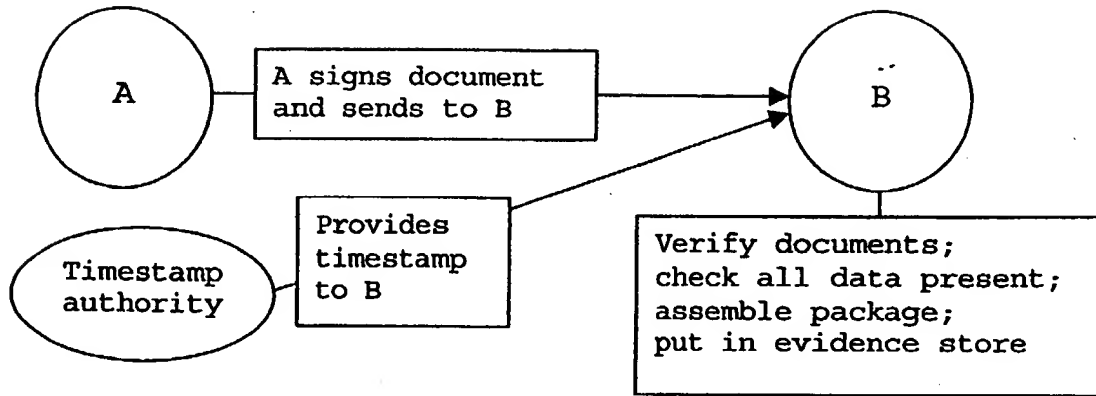 A
A signs document
and sends to B
B
Timestamp
authority
Provides
timestamp
to B
Verify documents;
check all data present;
assemble package;
put in evidence store